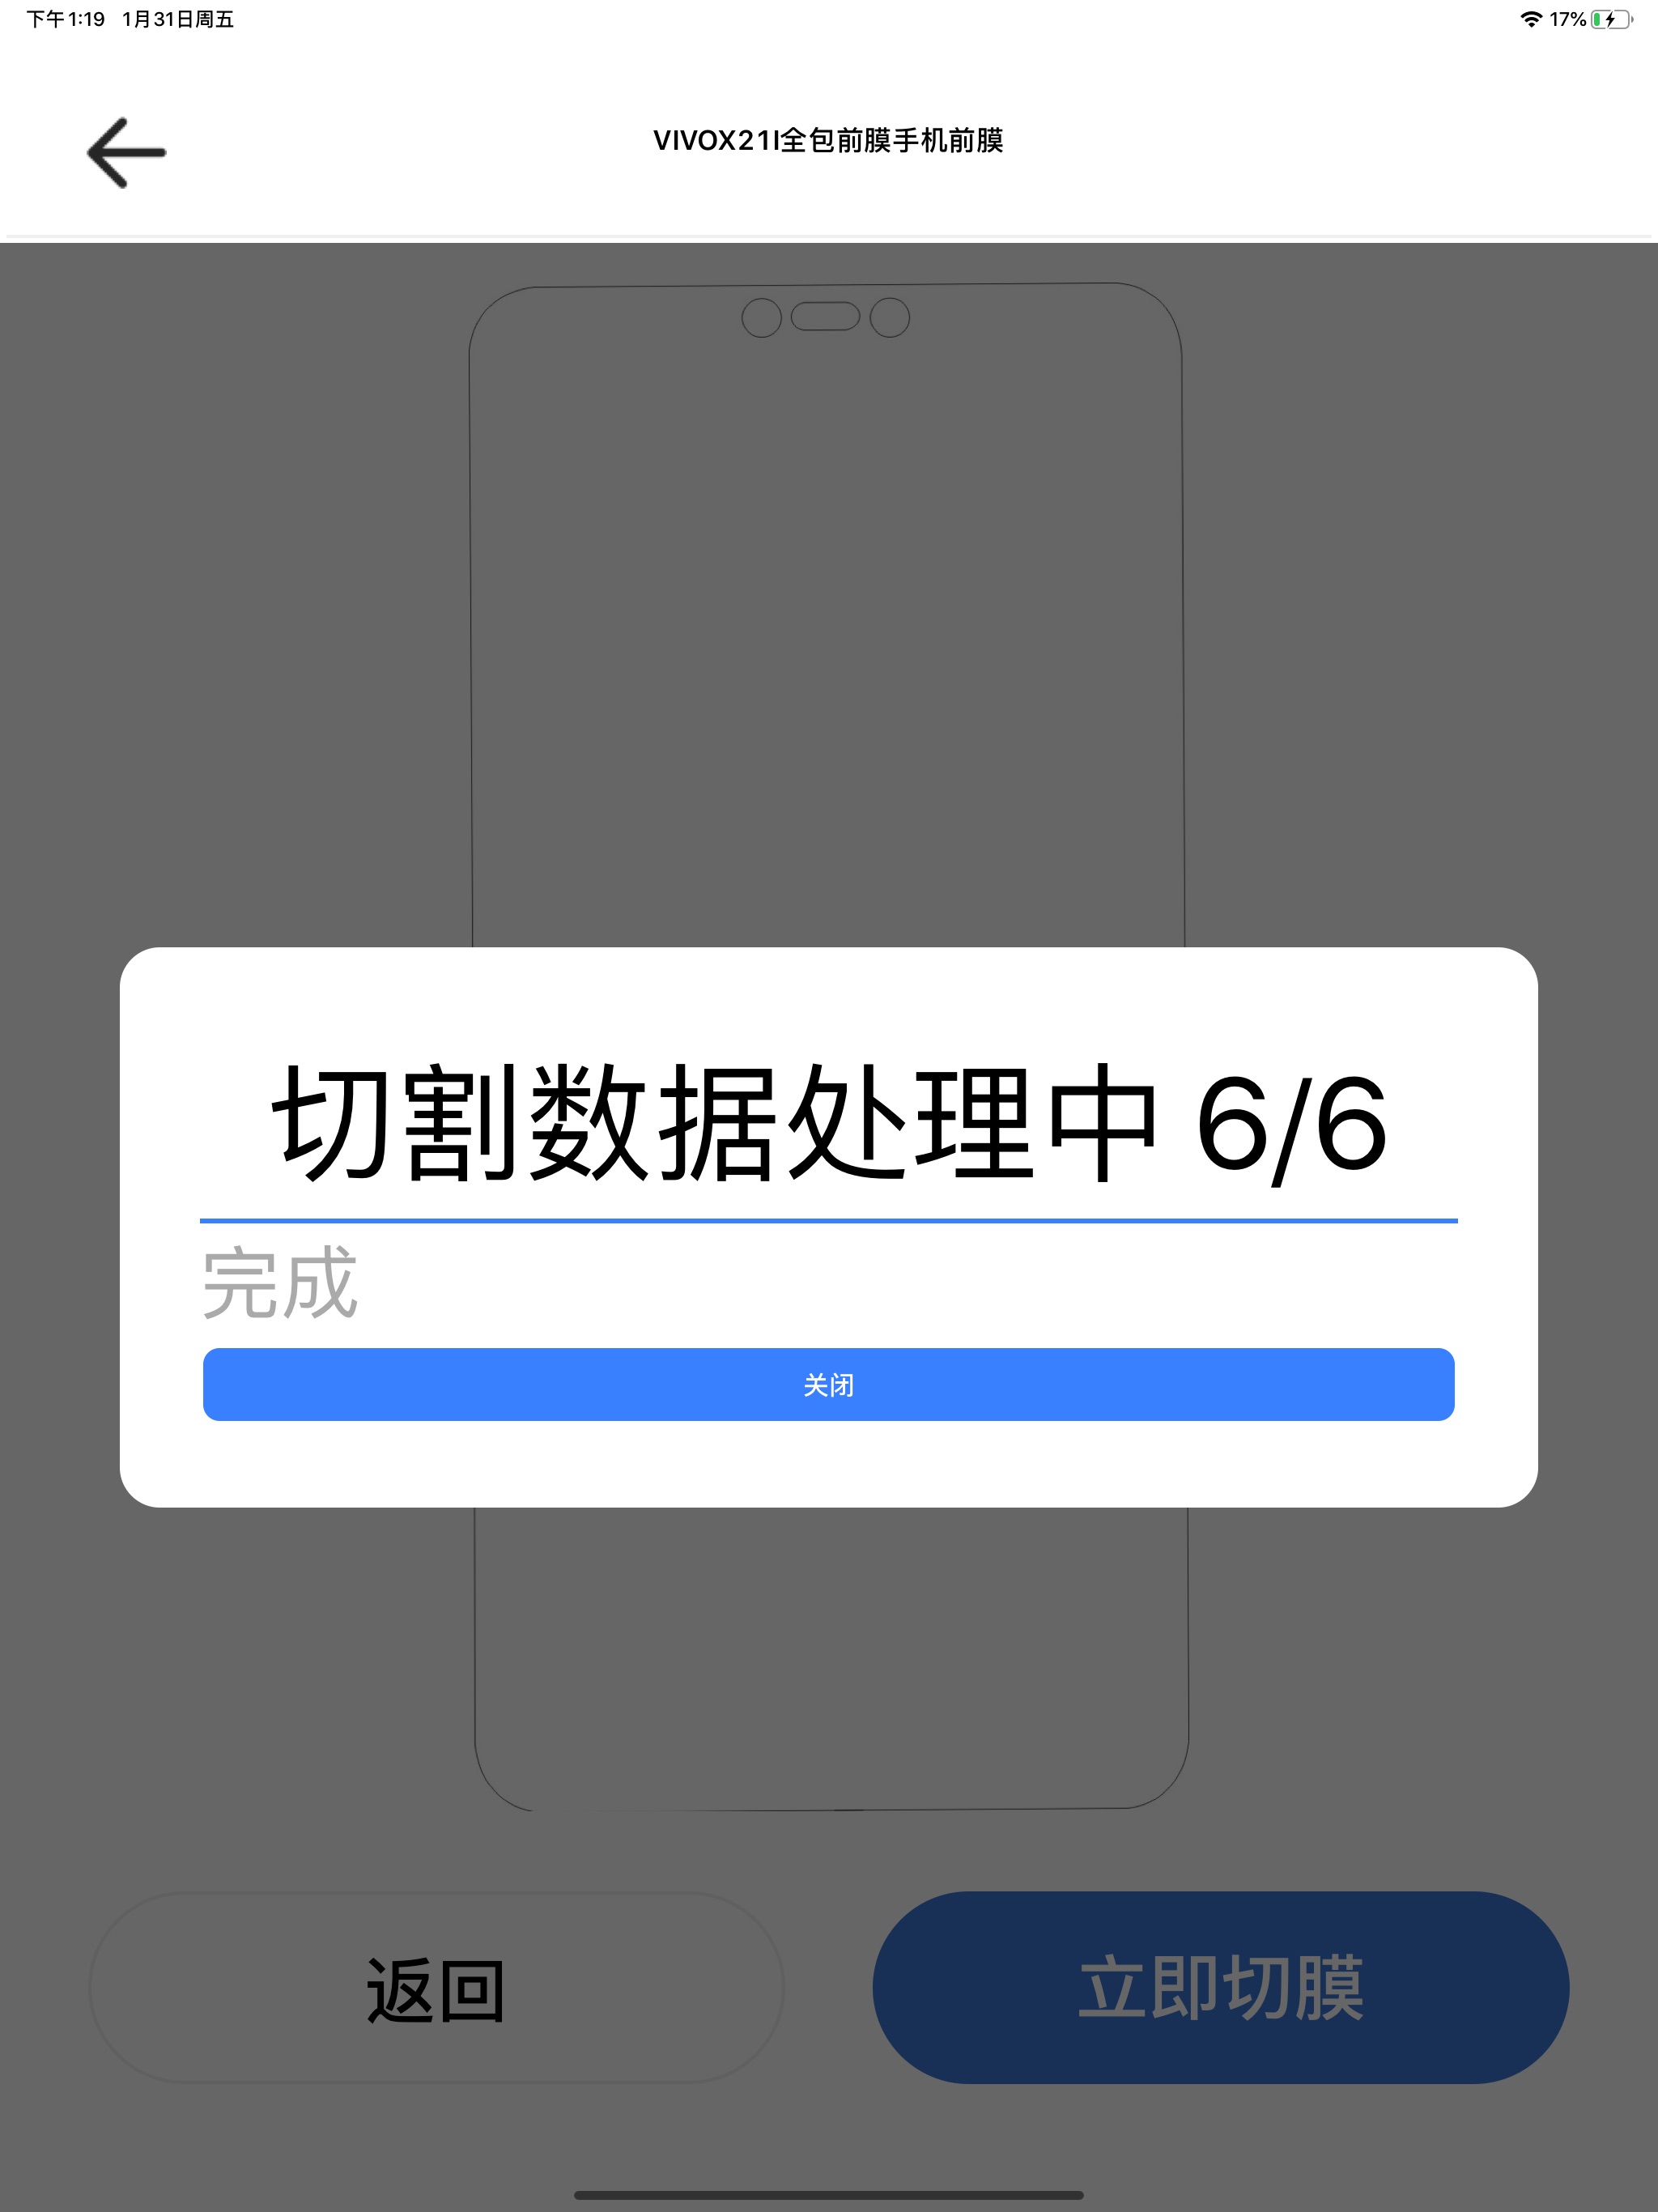 下午1:19 1月31日周五 17%
VIVOX21I全包前膜手机前膜
切割数据处理中 6/6
完成
关闭
返回 立即切膜